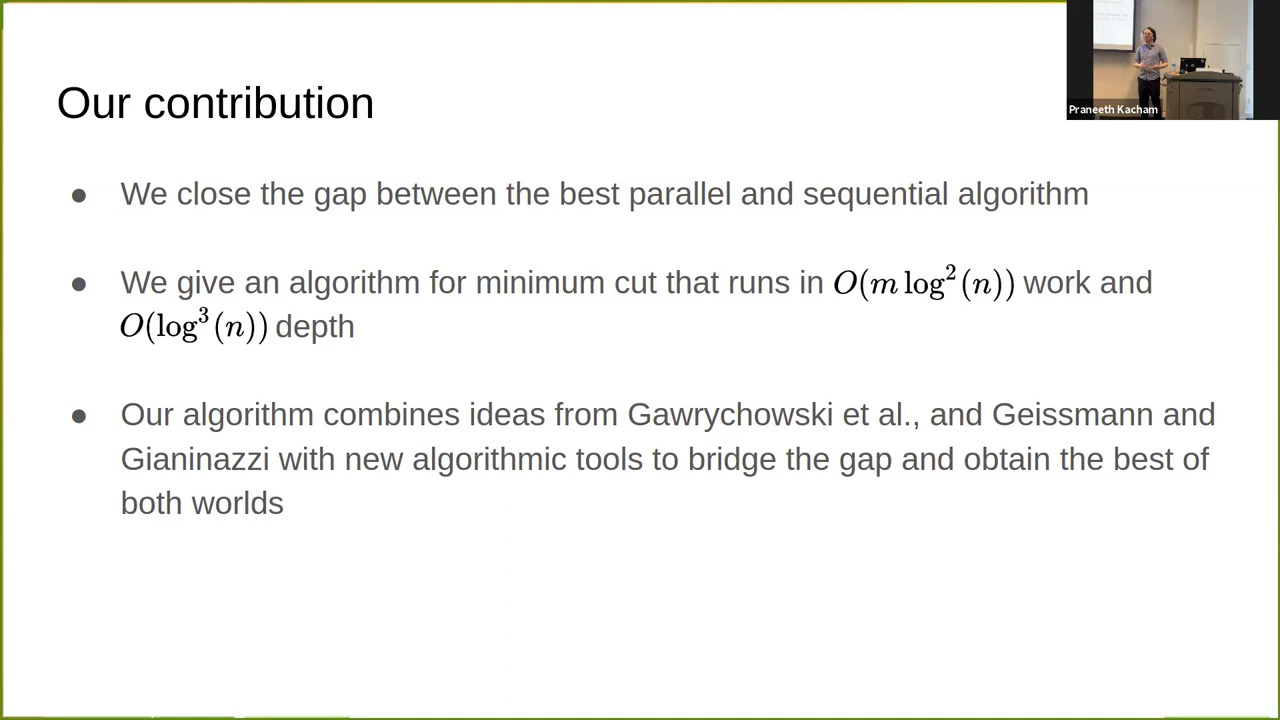 Our contribution
Praneeth Kacham
● We close the gap between the best parallel and sequential algorithm
● We give an algorithm for minimum cut that runs in O(m log²(n)) work and
O(log³(n)) depth
● Our algorithm combines ideas from Gawrychowski et al., and Geissmann and
Gianinazzi with new algorithmic tools to bridge the gap and obtain the best of
both worlds